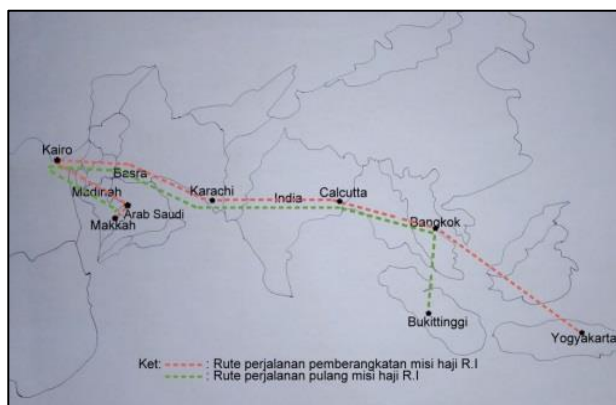 Kairo
Basra
Madinah
Karachi
India
Calcutta
Arab Saudi
Makkah
Bangkok
Bukittinggi
Yogyakarta
Ket: : Rute perjalanan pemberangkatan misi haji R.I
: Rute perjalanan pulang misi haji R.I